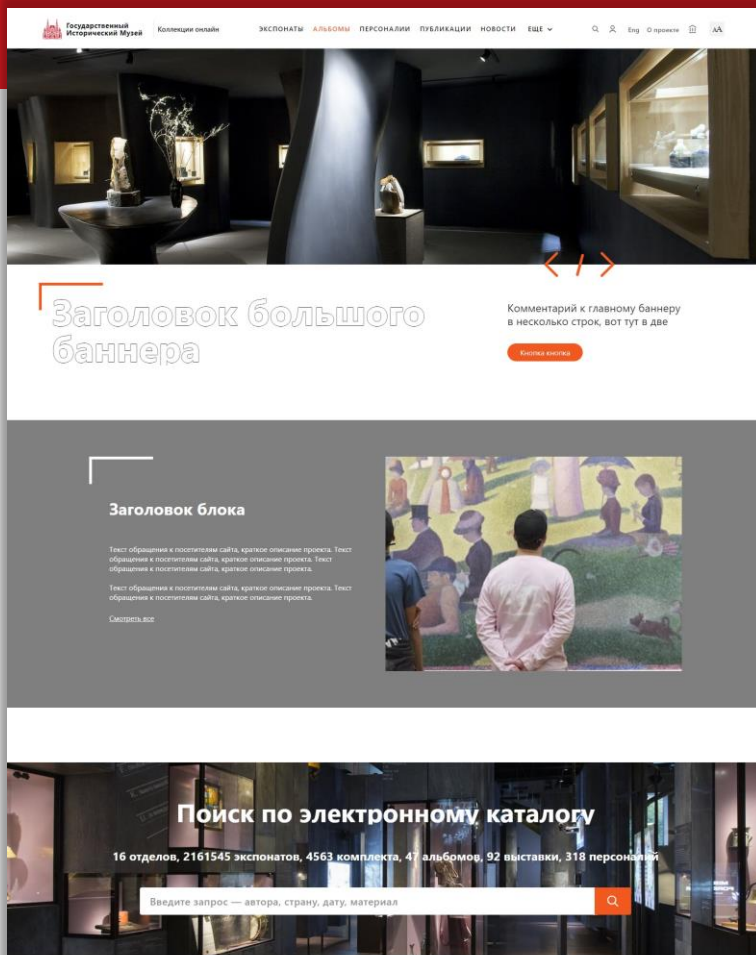 Государственный
Исторический Музей
Коллекции онлайн
ЭКСПОНАТЫ АЛЬБОМЫ ПЕРСОНАЛИИ ПУБЛИКАЦИИ НОВОСТИ ЕЩЕ
Eng О проекте
АА
Заголовок большого
баннера
Комментарий к главному баннеру
в несколько строк, вот тут в две
Кнопка кнопка
Заголовок блока
Текст обращения к посетителям сайта, краткое описание проекта. Текст
обращения к посетителям сайта, краткое описание проекта. Текст
обращения к посетителям сайта, краткое описание проекта.
Текст обращения к посетителям сайта, краткое описание проекта. Текст
обращения к посетителям сайта, краткое описание проекта.
Смотреть все
Поиск по электронному каталогу
16 отделов, 2161545 экспонатов, 4563 комплекта, 47 альбомов, 92 выставки, 318 персоналий
Введите запрос — автора, страну, дату, материал